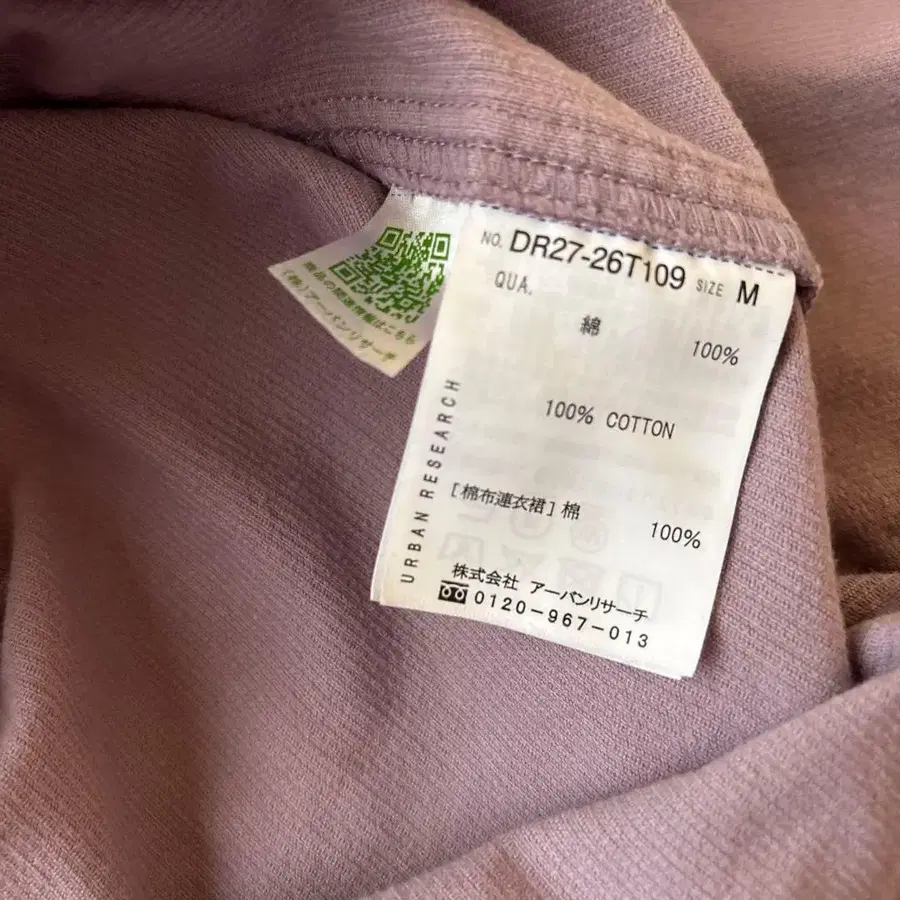 NO. DR27-26T109 SIZE M
QUA.
綿 100%
100% COTTON
[棉布連衣裙] 棉 100%
株式会社 アーバンリサーチ
0120-967-013
URBAN RESEARCH
商品の関連情報はこちら
(株)アーバンリサーチ